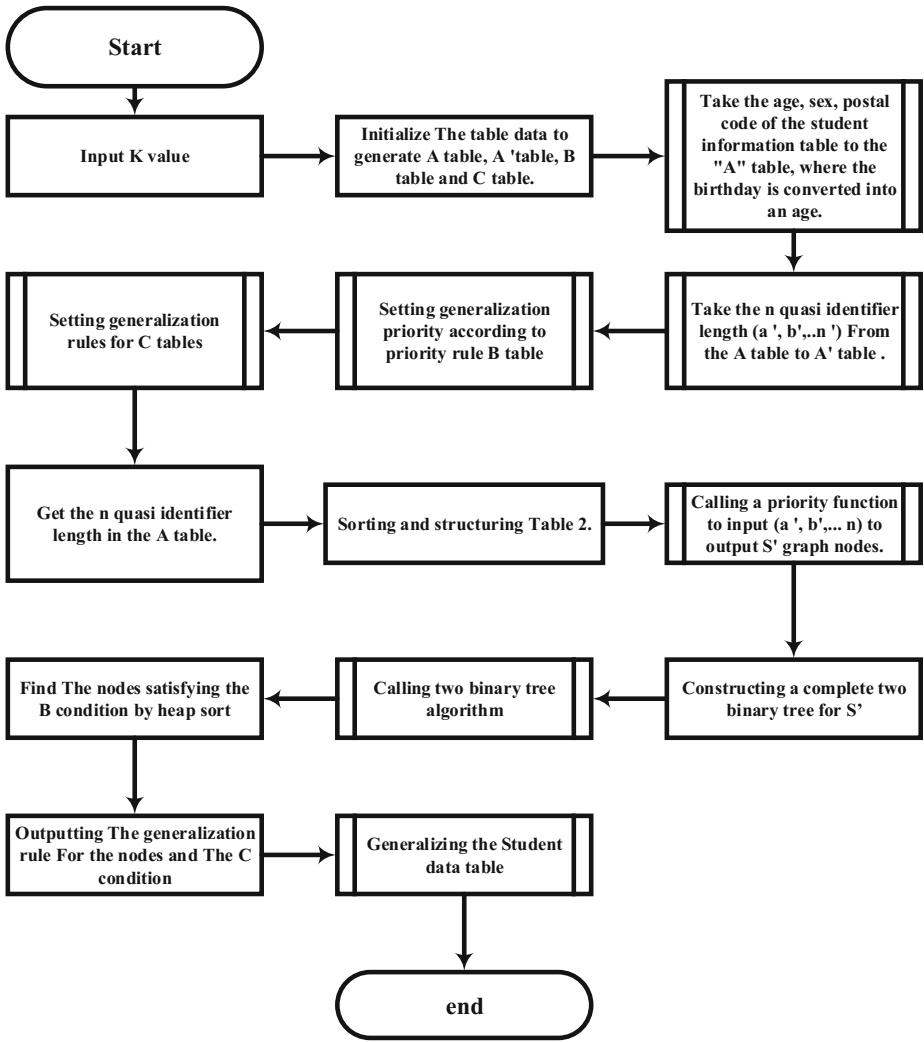 Start
Input K value
Initialize The table data to
generate A table, A 'table, B
table and C table.
Take the age, sex, postal
code of the student
information table to the
"A" table, where the
birthday is converted into
an age.
Setting generalization
rules for C tables
Setting generalization
priority according to
priority rule B table
Take the n quasi identifier
length (a ', b',..n ') From
the A table to A' table .
Get the n quasi identifier
length in the A table.
Sorting and structuring Table 2.
Calling a priority function
to input (a ', b',... n) to
output S' graph nodes.
Find The nodes satisfying the
B condition by heap sort
Calling two binary tree
algorithm
Constructing a complete two
binary tree for S’
Outputting The generalization
rule For the nodes and The C
condition
Generalizing the Student
data table
end